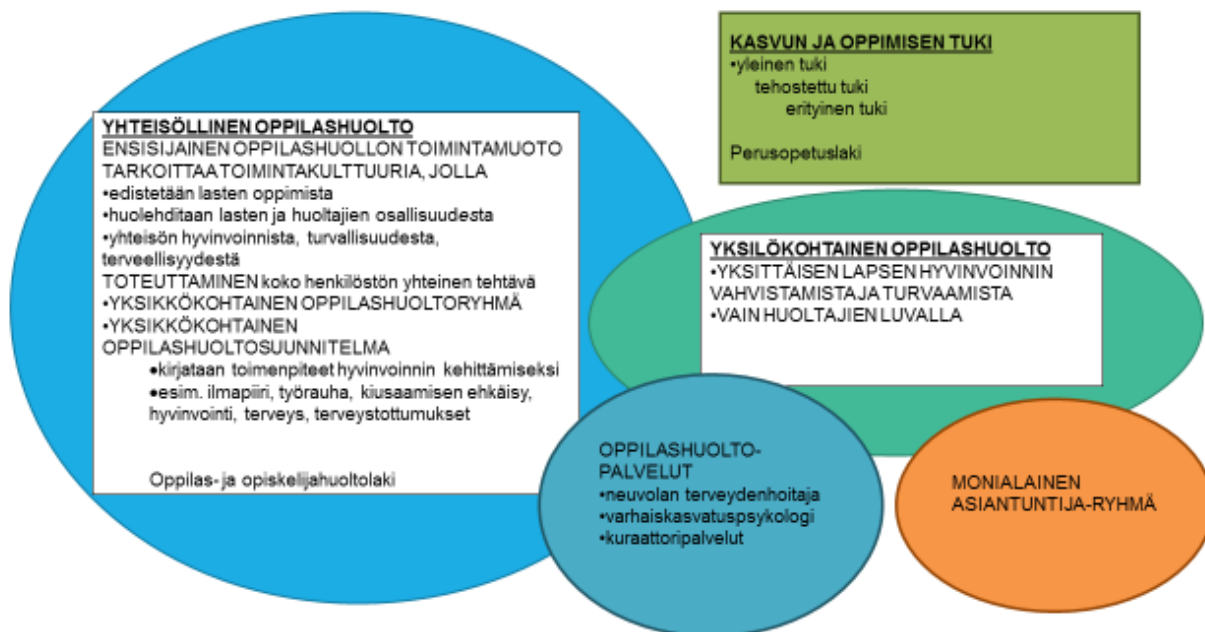 KASVUN JA OPPIMISEN TUKI
•yleinen tuki
tehostettu tuki
erityinen tuki
Perusopetuslaki
YHTEISÖLLINEN OPPILASHUOLTO
ENSISIJAINEN OPPILASHUOLLON TOIMINTAMUOTO
TARKOITTAA TOIMINTAKULTTUURIA, JOLLA
•edistetään lasten oppimista
•huolehditaan lasten ja huoltajien osallisuudesta
•yhteisön hyvinvoinnista, turvallisuudesta,
terveellisyydestä
TOTEUTTAMINEN koko henkilöstön yhteinen tehtävä
•YKSIKKÖKOHTAINEN OPPILASHUOLTORYHMÄ
•YKSIKKÖKOHTAINEN
OPPILASHUOLTOSUUNNITELMA
•kirjataan toimenpiteet hyvinvoinnin kehittämiseksi
•esim. ilmapiiri, työrauha, kiusaamisen ehkäisy,
hyvinvointi, terveys, terveystottumukset
Oppilas- ja opiskelijahuoltolaki
YKSILÖKOHTAINEN OPPILASHUOLTO
•YKSITTÄISEN LAPSEN HYVINVOINNIN
VAHVISTAMISTA JA TURVAAMISTA
•VAIN HUOLTAJIEN LUVALLA
OPPILASHUOLTO-
PALVELUT
•neuvolan terveydenhoitaja
•varhaiskasvatuspsykologi
•kuraattoripalvelut
MONIALAINEN
ASIANTUNTIJA-RYHMÄ